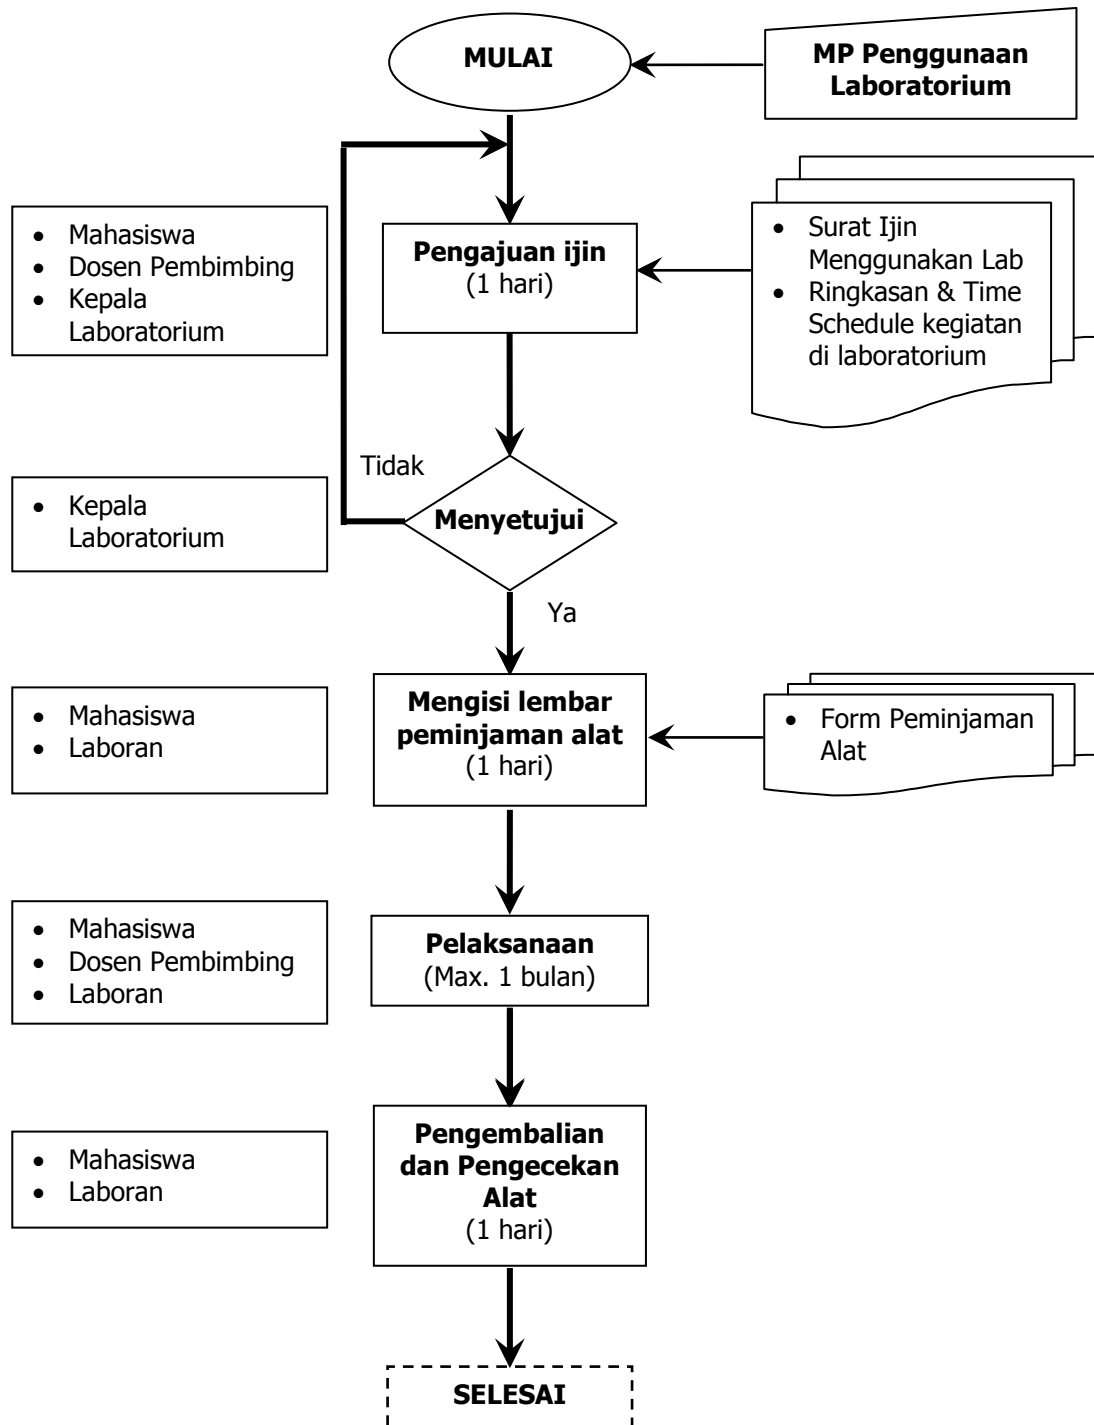 MULAI
MP Penggunaan
Laboratorium
• Mahasiswa
• Dosen Pembimbing
• Kepala
Laboratorium
Pengajuan ijin
(1 hari)
• Surat Ijin
Menggunakan Lab
• Ringkasan & Time
Schedule kegiatan
di laboratorium
Tidak
• Kepala
Laboratorium
Menyetujui
Ya
• Mahasiswa
• Laboran
Mengisi lembar
peminjaman alat
(1 hari)
• Form Peminjaman
Alat
• Mahasiswa
• Dosen Pembimbing
• Laboran
Pelaksanaan
(Max. 1 bulan)
• Mahasiswa
• Laboran
Pengembalian
dan Pengecekan
Alat
(1 hari)
SELESAI